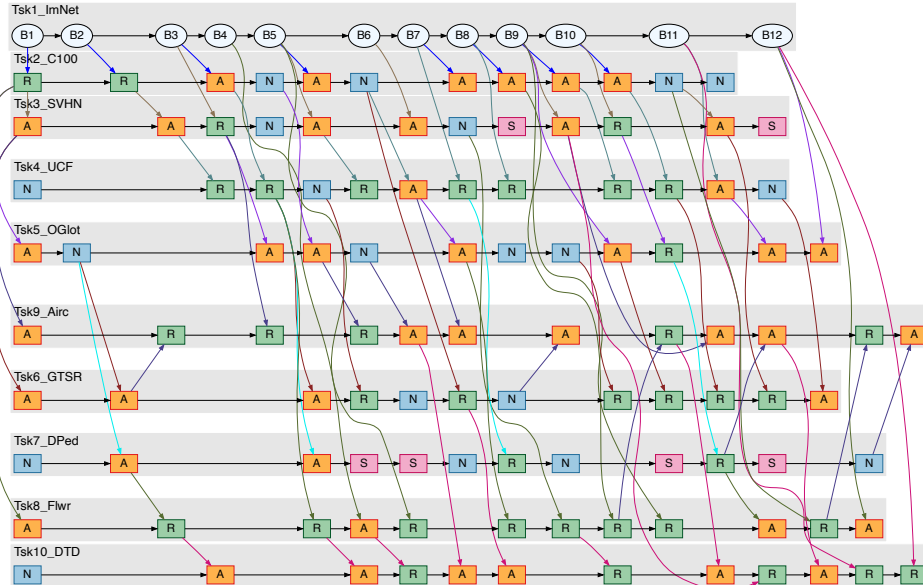 Tsk1_ImNet
B1 B2 B3 B4 B5 B6 B7 B8 B9 B10 B11 B12
Tsk2_C100
R R A N A N A A A A N N
Tsk3_SVHN
A A R N A A N S A R A S
Tsk4_UCF
N R R N R A R R R R A N
Tsk5_OGlot
A N A A N A N N A R A A
Tsk9_Airc
A R R R A A A R A A R A
Tsk6_GTSR
A A A R N R N R R R R A
Tsk7_DPed
N A A S S N R N S R S N
Tsk8_Flwr
A R R A R R R R R A R A
Tsk10_DTD
N A A R A A R A R A R R